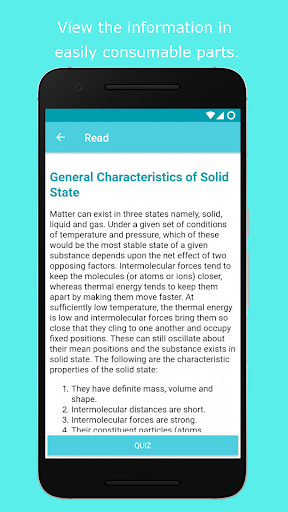 View the information in
easily consumable parts.
Read
General Characteristics of Solid
State
Matter can exist in three states namely, solid,
liquid and gas. Under a given set of conditions
of temperature and pressure, which of these
would be the most stable state of a given
substance depends upon the net effect of two
opposing factors. Intermolecular forces tend to
keep the molecules (or atoms or ions) closer,
whereas thermal energy tends to keep them
apart by making them move faster. At
sufficiently low temperature, the thermal energy
is low and intermolecular forces bring them so
close that they cling to one another and occupy
fixed positions. These can still oscillate about
their mean positions and the substance exists in
solid state. The following are the characteristic
properties of the solid state:
1. They have definite mass, volume and
shape.
2. Intermolecular distances are short.
3. Intermolecular forces are strong.
4. Their constituent particles (atoms,
QUIZ